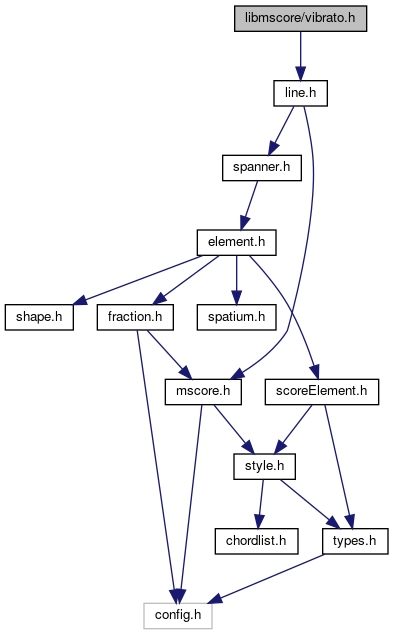 libmscore/vibrato.h
line.h
spanner.h
element.h
shape.h
fraction.h
spatium.h
mscore.h
scoreElement.h
style.h
chordlist.h
types.h
config.h